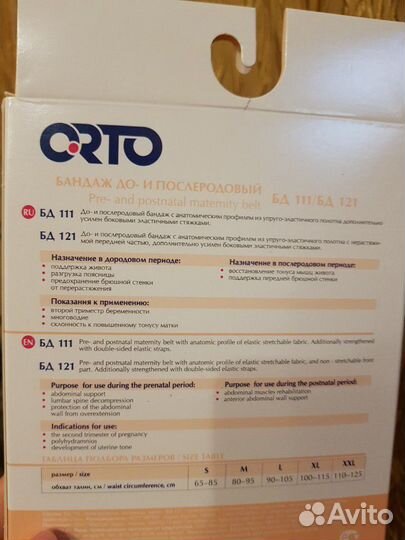 ORTO
БАНДАЖ ДО- И ПОСЛЕРОДОВЫЙ
Pre- and postnatal maternity belt
БД 111/БД 121
RU БД 111 До- и послеродовый бандаж с анатомическим профилем из упруго-эластичного полотна дополнительно
усилен боковыми эластичными стяжками.
БД 121 До- и послеродовый бандаж с анатомическим профилем из упруго-эластичного полотна с нерастяжи-
мой передней частью, дополнительно усилен боковыми эластичными стяжками.
Назначение в дородовом периоде:
• поддержка живота
• разгрузка поясницы
• предохранение брюшной стенки
от перерастяжения
Назначение в послеродовом периоде:
• восстановление тонуса мышц живота
• поддержка передней брюшной стенки
Показания к применению:
• второй триместр беременности
• многоводие
• склонность к повышенному тонусу матки
EN БД 111 Pre- and postnatal maternity belt with anatomic profile of elastic stretchable fabric. Additionally strengthened
with double-sided elastic straps.
БД 121 Pre- and postnatal maternity belt with anatomic profile of elastic stretchable fabric, and non - stretchable front
part. Additionally strengthened with double-sided elastic straps.
Purpose for use during the prenatal period:
• abdominal support
• lumbar spine decompression
• protection of the abdominal
wall from overextension
Purpose for use during the postnatal period:
• abdominal muscles rehabilitation
• anterior abdominal wall support
Indications for use:
• the second trimester of pregnancy
• polyhydramnios
• development of uterine tone
ТАБЛИЦА ПОДБОРА РАЗМЕРОВ / SIZE TABLE
размер / size S M L XL XXL
обхват талии, см / waist circumference, cm 65–85 80–95 90–105 100–115 110–125
Avito